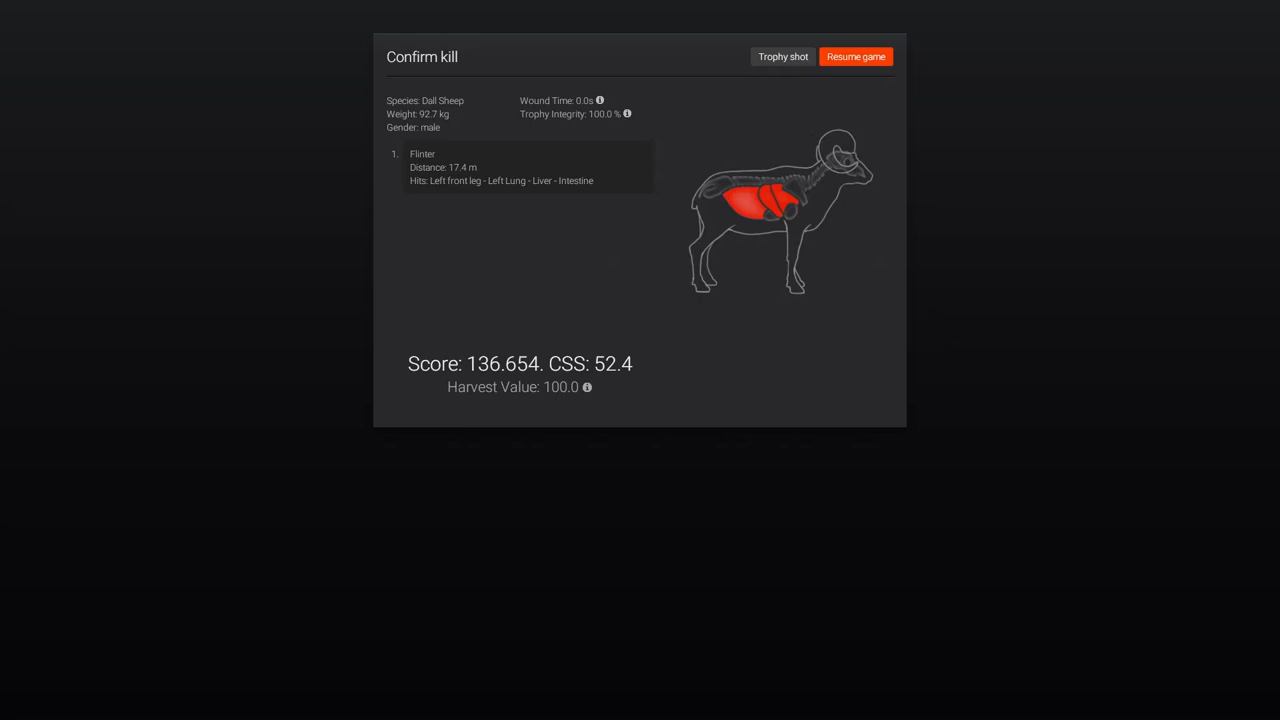 Confirm kill
Trophy shot
Resume game
Species: Dall Sheep
Weight: 92.7 kg
Gender: male
Wound Time: 0.0s
Trophy Integrity: 100.0 %
1.
Flinter
Distance: 17.4 m
Hits: Left front leg - Left Lung - Liver - Intestine
Score: 136.654. CSS: 52.4
Harvest Value: 100.0